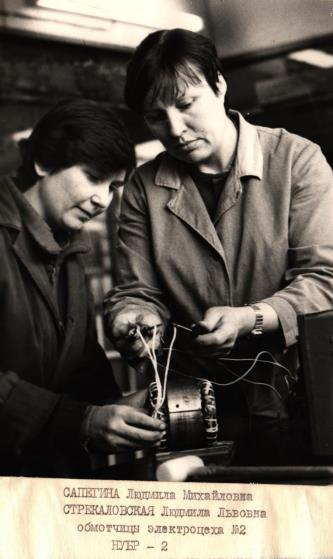 САПЕГИНА Людмила Михайловна
СТРЕКАЛОВСКАЯ Людмила Львовна
обмотчицы электроцеха №2
НУБР - 2